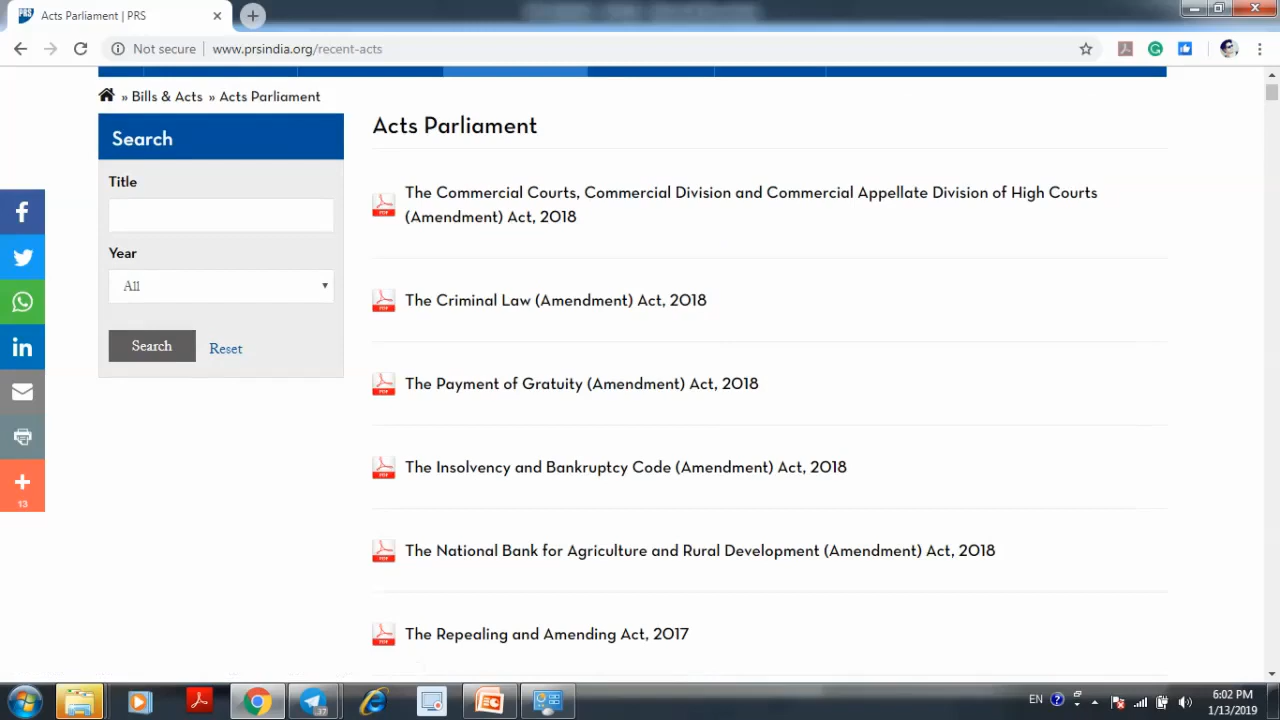 PRS
Acts Parliament | PRS
Not secure
www.prsindia.org/recent-acts
» Bills & Acts » Acts Parliament
Search
Title
Year
All
Search
Reset
13
Acts Parliament
The Commercial Courts, Commercial Division and Commercial Appellate Division of High Courts
(Amendment) Act, 2018
The Criminal Law (Amendment) Act, 2018
The Payment of Gratuity (Amendment) Act, 2018
The Insolvency and Bankruptcy Code (Amendment) Act, 2018
The National Bank for Agriculture and Rural Development (Amendment) Act, 2018
The Repealing and Amending Act, 2017
37
EN
6:02 PM
1/13/2019